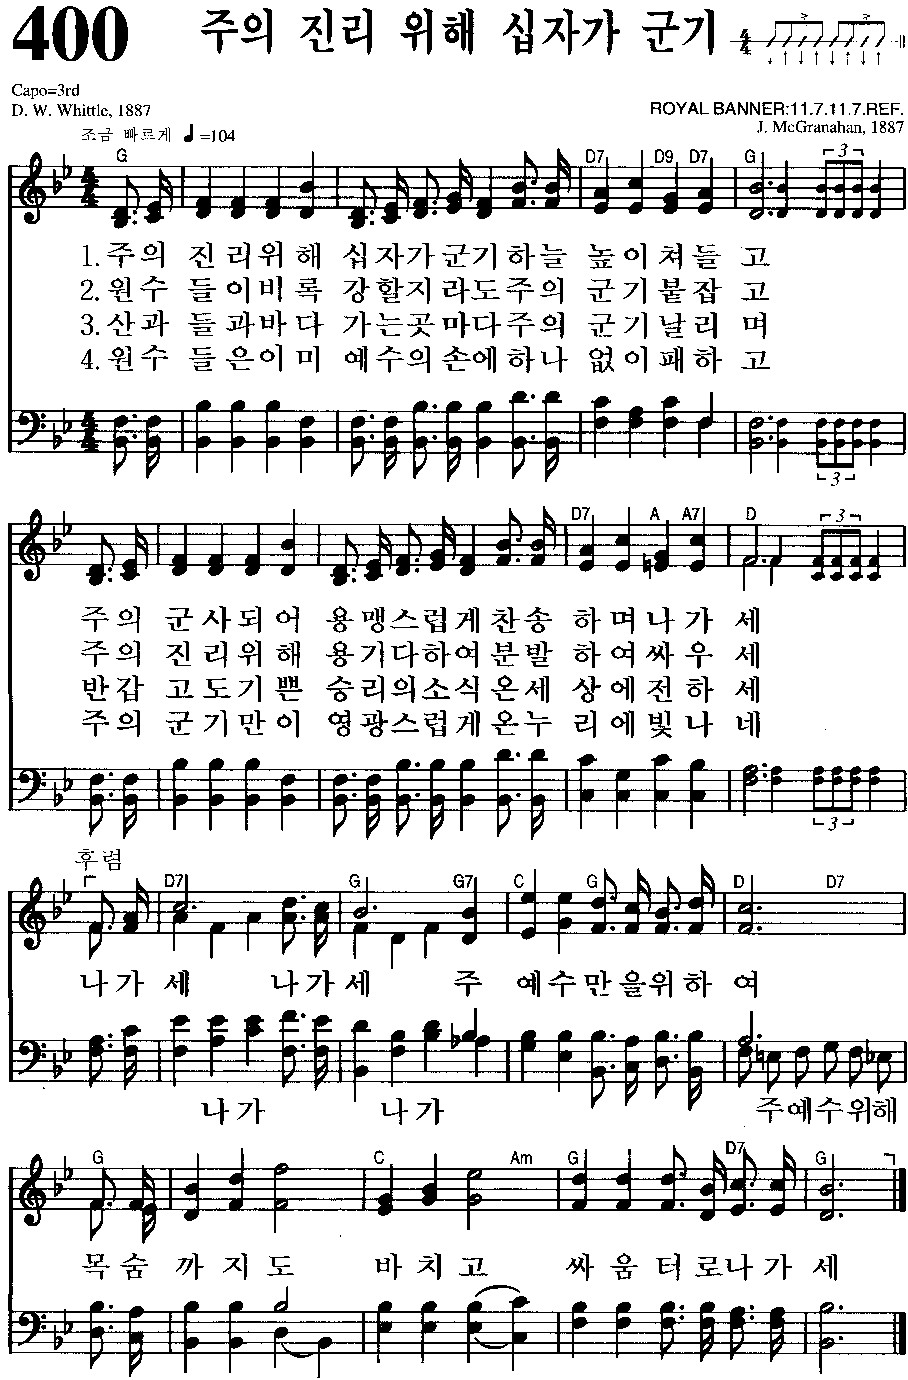 400 주의 진리 위해 십자가 군기 4/4
Capo=3rd
D. W. Whittle, 1887
ROYAL BANNER:11.7.11.7.REF.
J. McGranahan, 1887
조금 빠르게 ♩=104
G D7 D9 D7 G 3
4/4
1.주의 진리위해 십자가군기하늘 높이쳐들고
2.원수 들이비록 강할지라도주의 군기붙잡고
3.산과 들과바다 가는곳마다주의 군기날리며
4.원수 들은이미 예수의손에하나 없이패하고
4/4 3
D7 A A7 D 3
주의 군사되어 용맹스럽게찬송 하며나가세
주의 진리위해 용기다하여분발 하여싸우세
반갑 고도기쁜 승리의소식온세 상에전하세
주의 군기만이 영광스럽게온누 리에빛나네
3
후렴
D7 G G7 C G D D7
나가세 나가세 주 예수만을위하여
나가 나가 주예수위해
G C Am G D7 G
목숨 까지도 바치고 싸움터로나가세